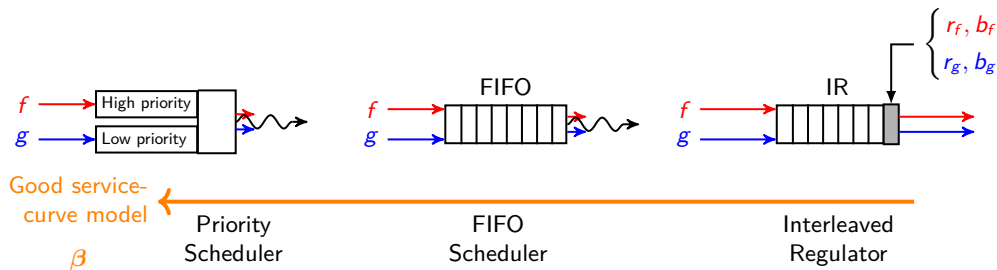 r_f, b_f
r_g, b_g
FIFO
IR
f
High priority
g
Low priority
f
g
f
g
Good service-
curve model
β
Priority
Scheduler
FIFO
Scheduler
Interleaved
Regulator